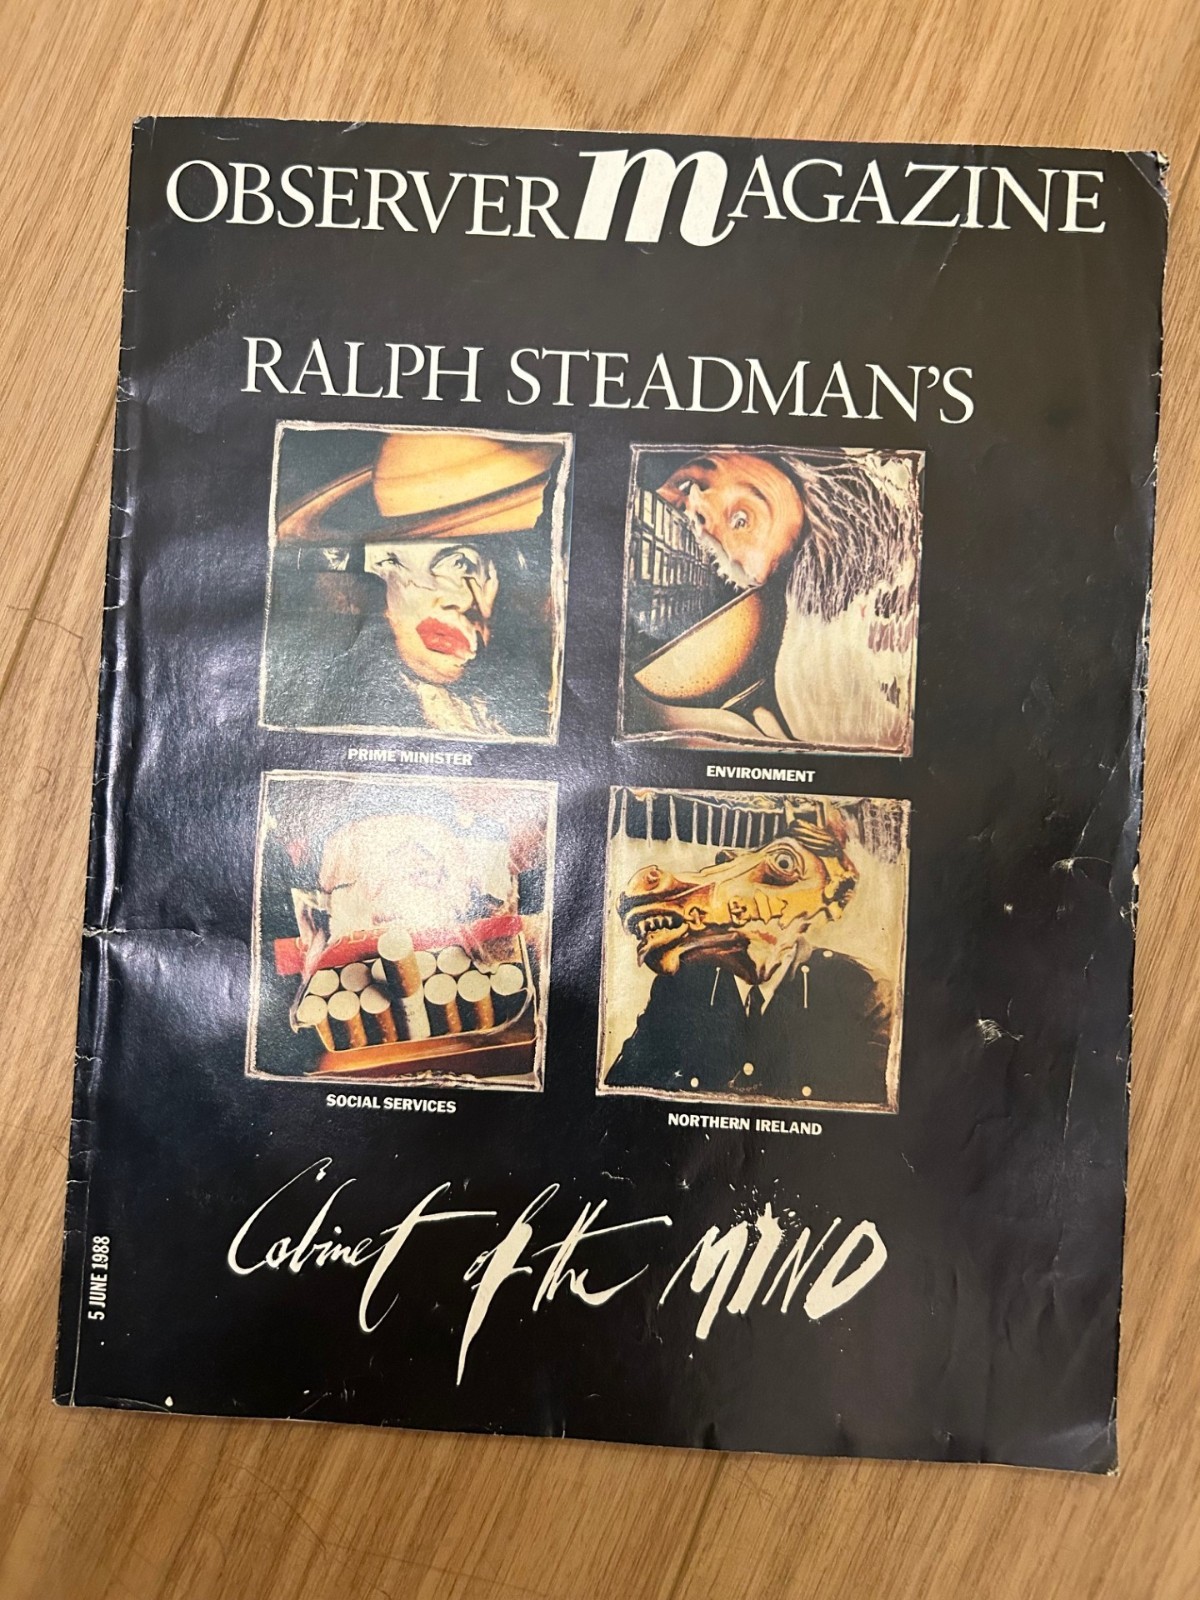 OBSERVER MAGAZINE
RALPH STEADMAN'S
PRIME MINISTER
ENVIRONMENT
SOCIAL SERVICES
NORTHERN IRELAND
Cabinet of the MIND
5 JUNE 1988